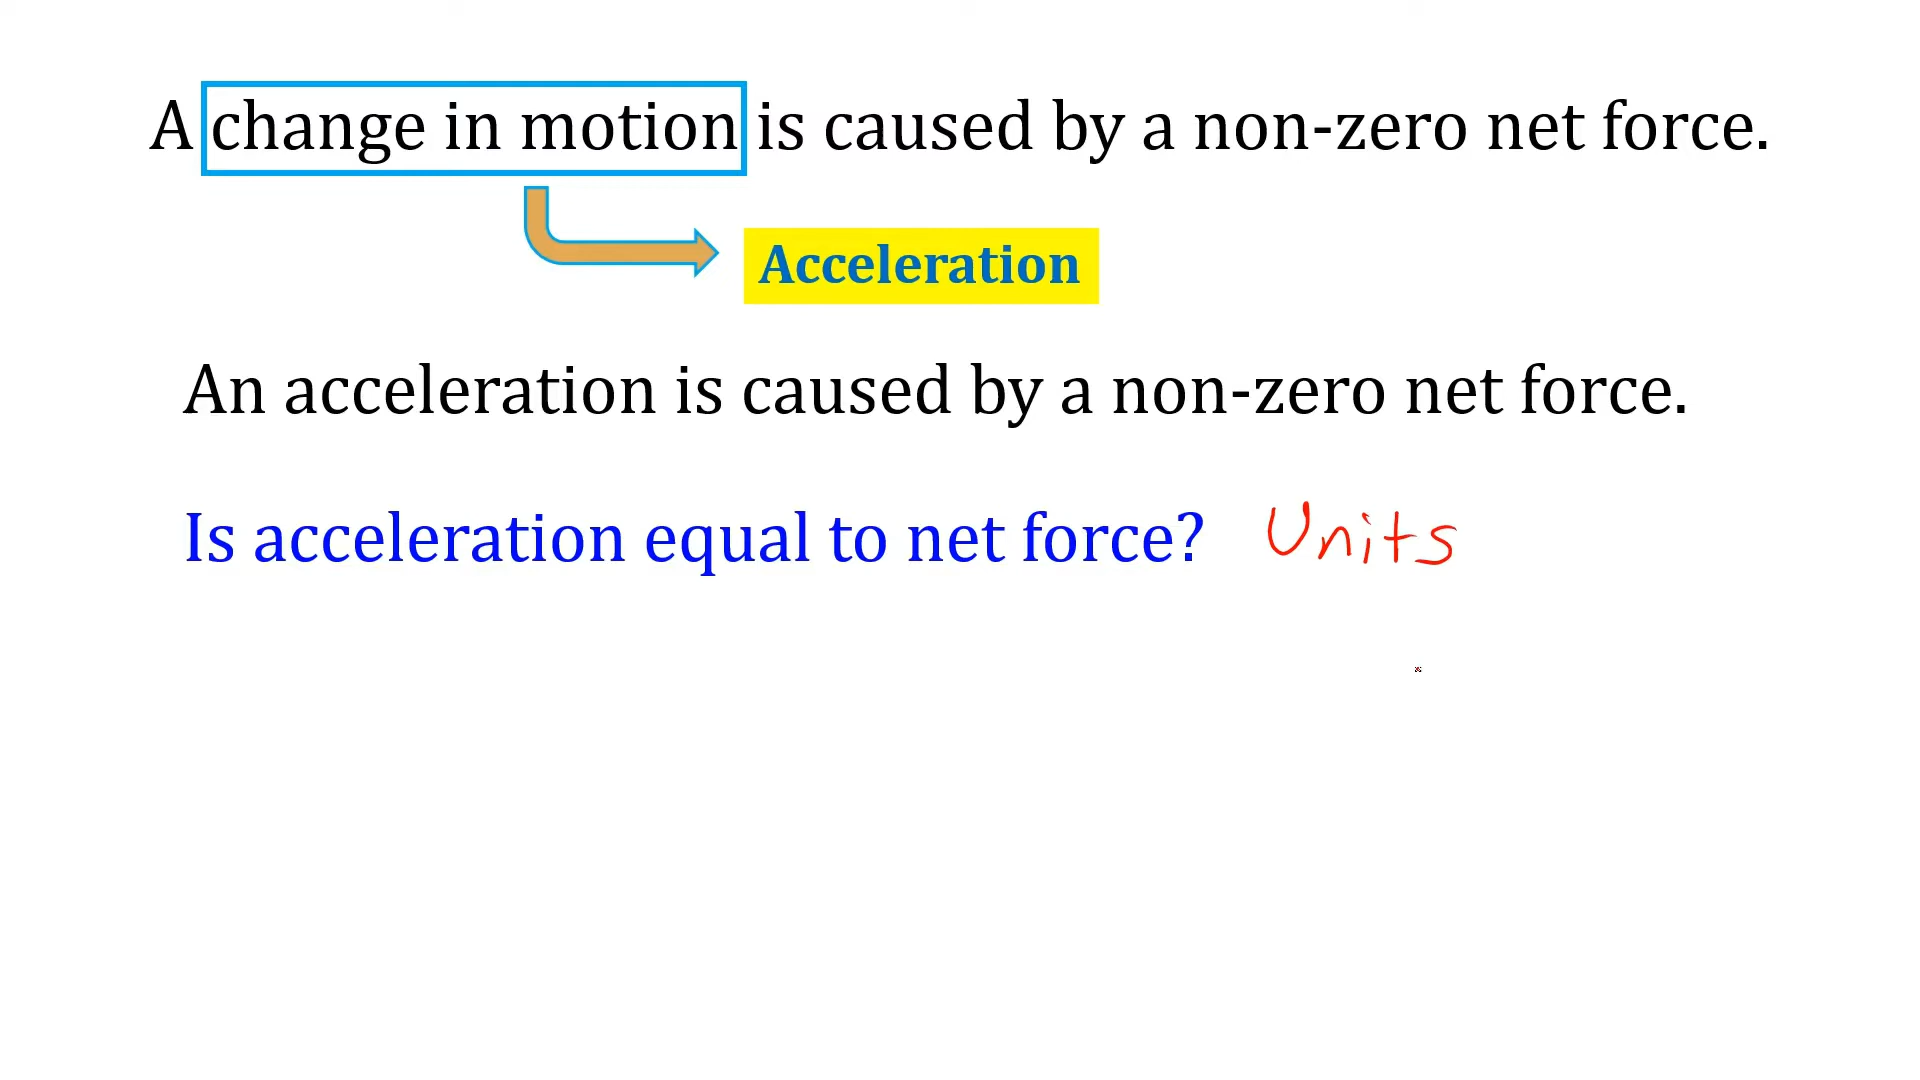 A change in motion is caused by a non-zero net force.
Acceleration
An acceleration is caused by a non-zero net force.
Is acceleration equal to net force? Units